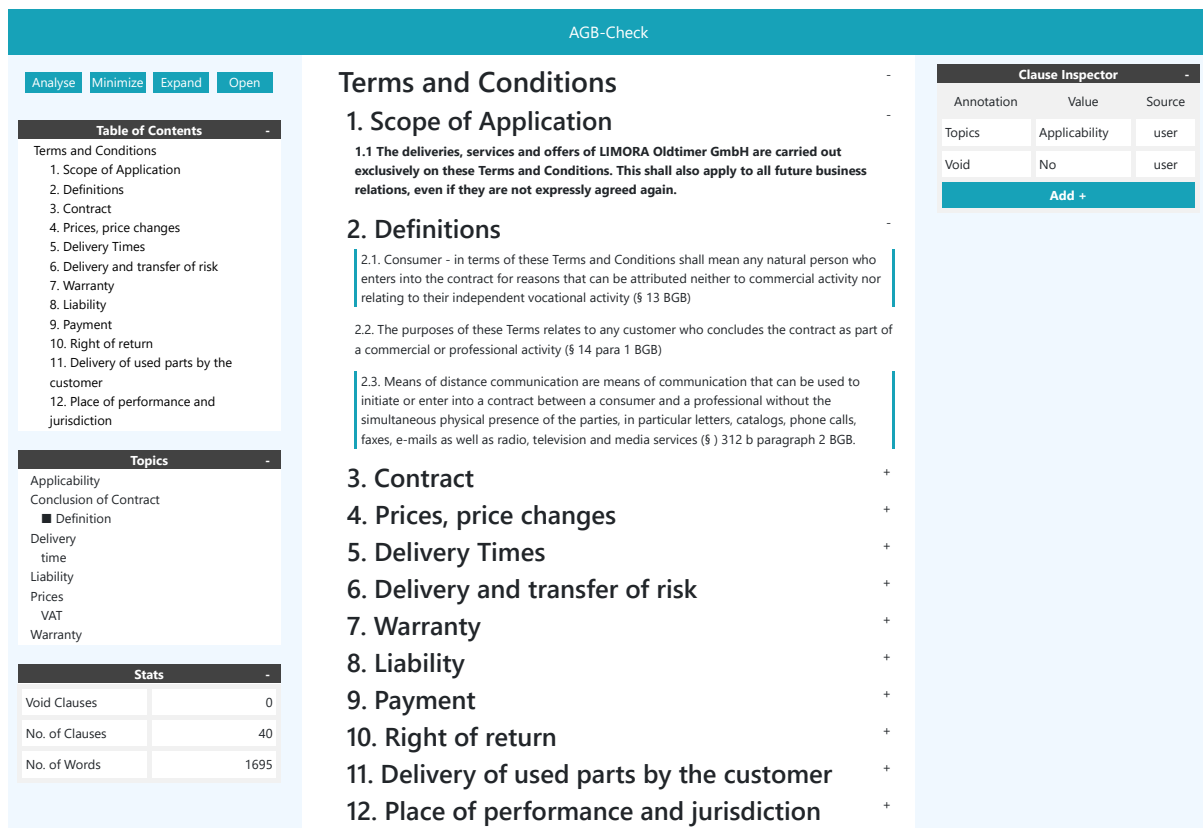 AGB-Check
Analyse Minimize Expand Open
Table of Contents -
Terms and Conditions
1. Scope of Application
2. Definitions
3. Contract
4. Prices, price changes
5. Delivery Times
6. Delivery and transfer of risk
7. Warranty
8. Liability
9. Payment
10. Right of return
11. Delivery of used parts by the
customer
12. Place of performance and
jurisdiction
Topics -
Applicability
Conclusion of Contract
■ Definition
Delivery
time
Liability
Prices
VAT
Warranty
Stats -
Void Clauses 0
No. of Clauses 40
No. of Words 1695
Terms and Conditions -
1. Scope of Application -
1.1 The deliveries, services and offers of LIMORA Oldtimer GmbH are carried out
exclusively on these Terms and Conditions. This shall also apply to all future business
relations, even if they are not expressly agreed again.
2. Definitions -
2.1. Consumer - in terms of these Terms and Conditions shall mean any natural person who
enters into the contract for reasons that can be attributed neither to commercial activity nor
relating to their independent vocational activity (§ 13 BGB)
2.2. The purposes of these Terms relates to any customer who concludes the contract as part of
a commercial or professional activity (§ 14 para 1 BGB)
2.3. Means of distance communication are means of communication that can be used to
initiate or enter into a contract between a consumer and a professional without the
simultaneous physical presence of the parties, in particular letters, catalogs, phone calls,
faxes, e-mails as well as radio, television and media services (§ ) 312 b paragraph 2 BGB.
3. Contract +
4. Prices, price changes +
5. Delivery Times +
6. Delivery and transfer of risk +
7. Warranty +
8. Liability +
9. Payment +
10. Right of return +
11. Delivery of used parts by the customer +
12. Place of performance and jurisdiction +
Clause Inspector -
Annotation Value Source
Topics Applicability user
Void No user
Add +